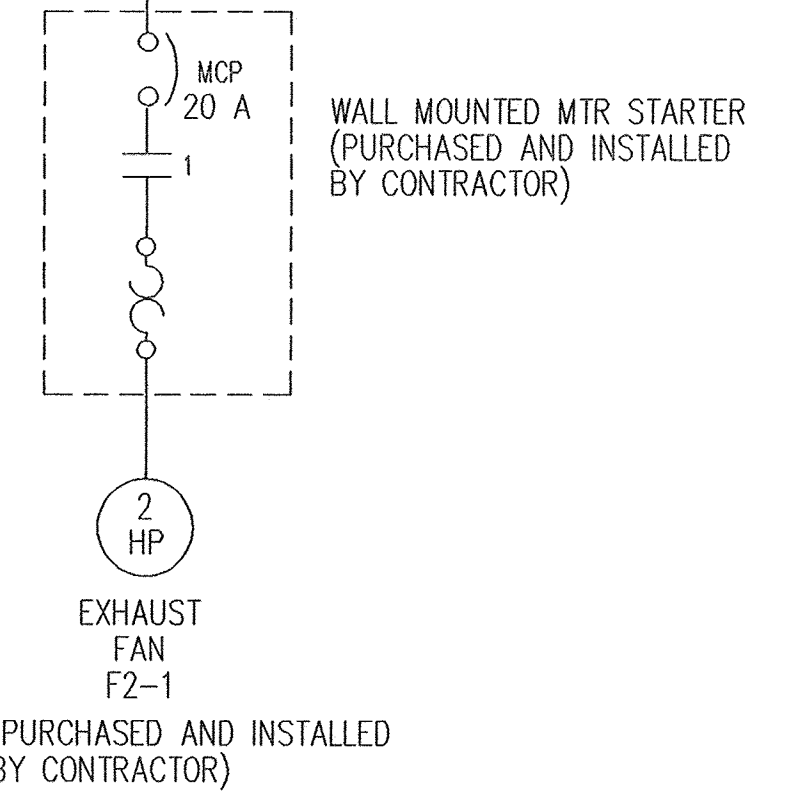 MCP
20 A
1
WALL MOUNTED MTR STARTER
(PURCHASED AND INSTALLED
BY CONTRACTOR)
2
HP
EXHAUST
FAN
F2-1
PURCHASED AND INSTALLED
BY CONTRACTOR)